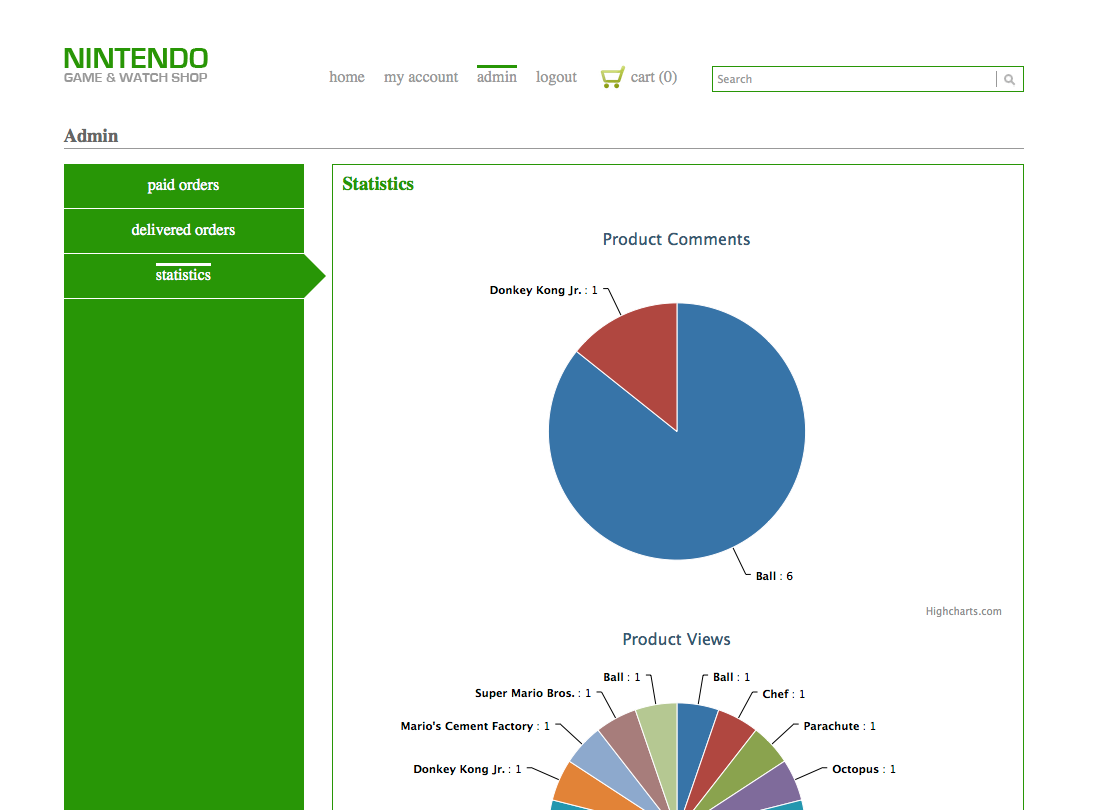 NINTENDO
GAME & WATCH SHOP
home my account admin logout cart (0) Search
Admin
paid orders
delivered orders
statistics
Statistics
Product Comments
Donkey Kong Jr. : 1
Ball : 6
Highcharts.com
Product Views
Ball : 1 Ball : 1
Super Mario Bros. : 1 Chef : 1
Mario's Cement Factory : 1 Parachute : 1
Donkey Kong Jr. : 1 Octopus : 1